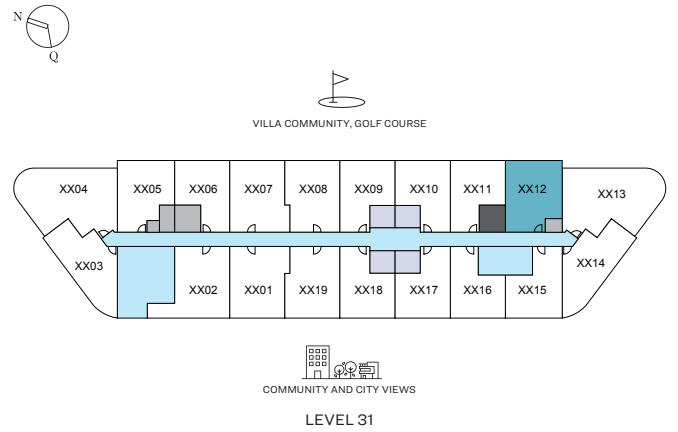 N
Q
VILLA COMMUNITY, GOLF COURSE
XX04 XX05 XX06 XX07 XX08 XX09 XX10 XX11 XX12 XX13
XX03 XX14
XX02 XX01 XX19 XX18 XX17 XX16 XX15
COMMUNITY AND CITY VIEWS
LEVEL 31